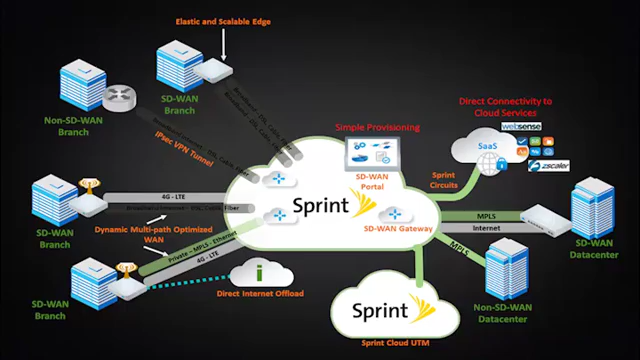 Elastic and Scalable Edge
SD-WAN
Branch
Non-SD-WAN
Branch
IPsec VPN Tunnel
Simple Provisioning
SD-WAN
Portal
Direct Connectivity to
Cloud Services
websense
SaaS
zscaler
Sprint
Circuits
SD-WAN
Branch
4G - LTE
Dynamic Multi-path Optimized
WAN
Sprint
SD-WAN Gateway
MPLS
Internet
SD-WAN
Datacenter
Private – MPLS - Ethernet
4G - LTE
MPLS
SD-WAN
Branch
Direct Internet Offload
Sprint
Non-SD-WAN
Datacenter
Sprint Cloud UTM